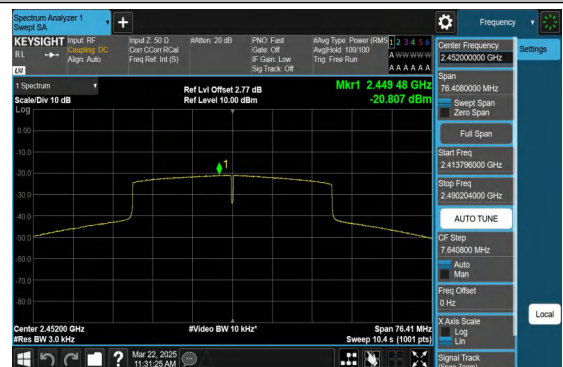 Spectrum Analyzer 1
Swept SA
Frequency
KEYSIGHT
Input: RF
Input Z: 50 Ω
#Atten: 20 dB
PNO: Fast
#Avg Type: Power (RMS
1 2 3 4 5 6
RL
Coupling: DC
Corr CCorr RCal
Gate: Off
Avg|Hold: 100/100
A W W W W W
Align: Auto
Freq Ref: Int (S)
IF Gain: Low
Trig: Free Run
Sig Track: Off
A A A A A A
LXI
1 Spectrum
Ref Lvl Offset 2.77 dB
Mkr1 2.449 48 GHz
Scale/Div 10 dB
Ref Level 10.00 dBm
-20.807 dBm
Log
0.00
-10.0
-20.0
-30.0
-40.0
-50.0
-60.0
-70.0
-80.0
1
Center 2.45200 GHz
#Video BW 10 kHz*
Span 76.41 MHz
#Res BW 3.0 kHz
Sweep 10.4 s (1001 pts)
?
Mar 22, 2025
11:31:25 AM
Center Frequency
2.452000000 GHz
Settings
Span
76.4080000 MHz
Swept Span
Zero Span
Full Span
Start Freq
2.413796000 GHz
Stop Freq
2.490204000 GHz
AUTO TUNE
CF Step
7.640800 MHz
Auto
Man
Freq Offset
0 Hz
X Axis Scale
Log
Lin
Local
Signal Track
(Span Zoom)